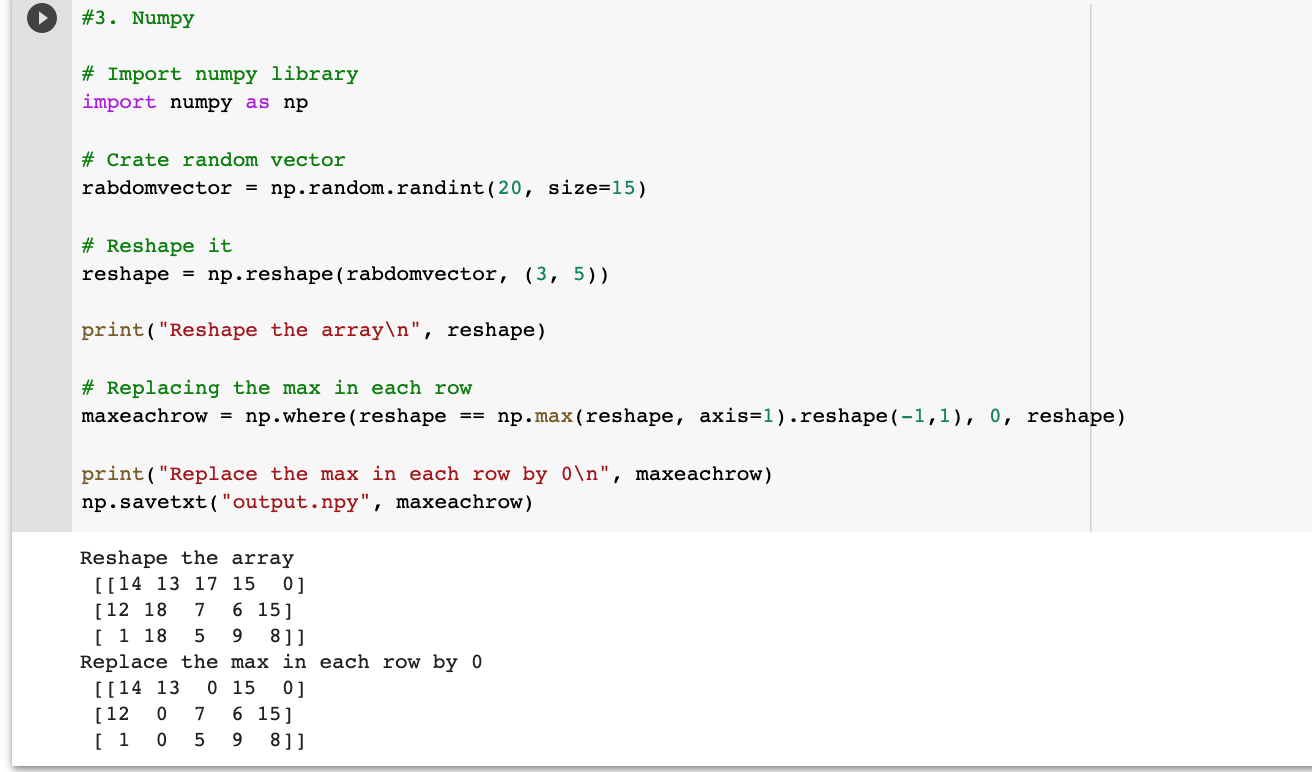 #3. Numpy
# Import numpy library
import numpy as np
# Crate random vector
rabdomvector = np.random.randint(20, size=15)
# Reshape it
reshape = np.reshape(rabdomvector, (3, 5))
print("Reshape the array\n", reshape)
# Replacing the max in each row
maxeachrow = np.where(reshape == np.max(reshape, axis=1).reshape(-1,1), 0, reshape)
print("Replace the max in each row by 0\n", maxeachrow)
np.savetxt("output.npy", maxeachrow)
Reshape the array
[[14 13 17 15  0]
[12 18  7  6 15]
[ 1 18  5  9  8]]
Replace the max in each row by 0
[[14 13  0 15  0]
[12  0  7  6 15]
[ 1  0  5  9  8]]